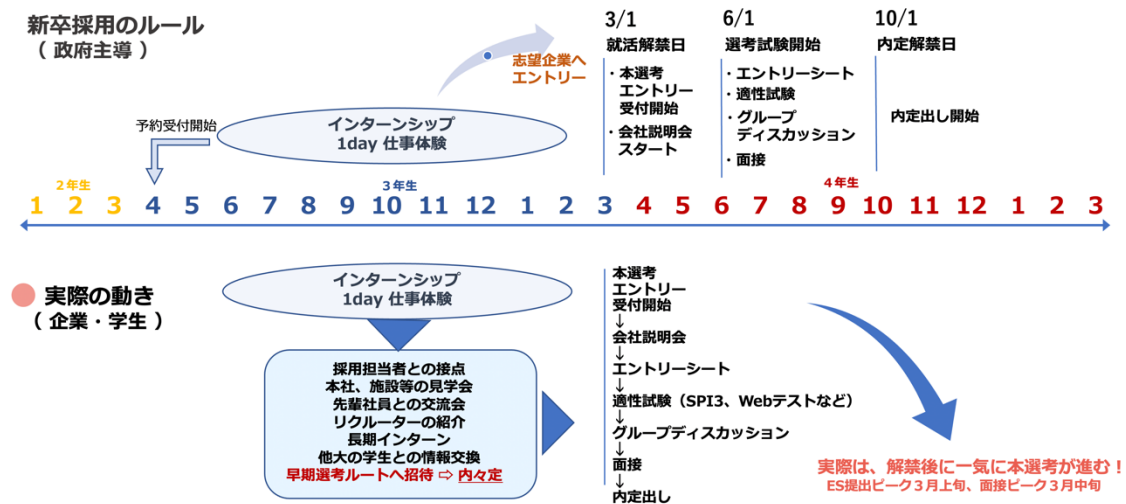 新卒採用のルール
（ 政府主導）
予約受付開始
インターンシップ
1day 仕事体験
志望企業へ
エントリー
3/1
就活解禁日
・本選考
エントリー
受付開始
・会社説明会
スタート
6/1
選考試験開始
・エントリーシート
・適性試験
・グループ
ディスカッション
・面接
10/1
内定解禁日
内定出し開始
2年生
3年生
4年生
1 2 3 4 5 6 7 8 9 10 11 12 1 2 3 4 5 6 7 8 9 10 11 12 1 2 3
実際の動き
（ 企業・学生 ）
インターンシップ
1day 仕事体験
採用担当者との接点
本社、施設等の見学会
先輩社員との交流会
リクルーターの紹介
長期インターン
他大の学生との情報交換
早期選考ルートへ招待 ⇨ 内々定
本選考
エントリー
受付開始
↓
会社説明会
↓
エントリーシート
↓
適性試験（SPI3、Webテストなど）
↓
グループディスカッション
↓
面接
↓
内定出し
実際は、解禁後に一気に本選考が進む！
ES提出ピーク３月上旬、面接ピーク３月中旬